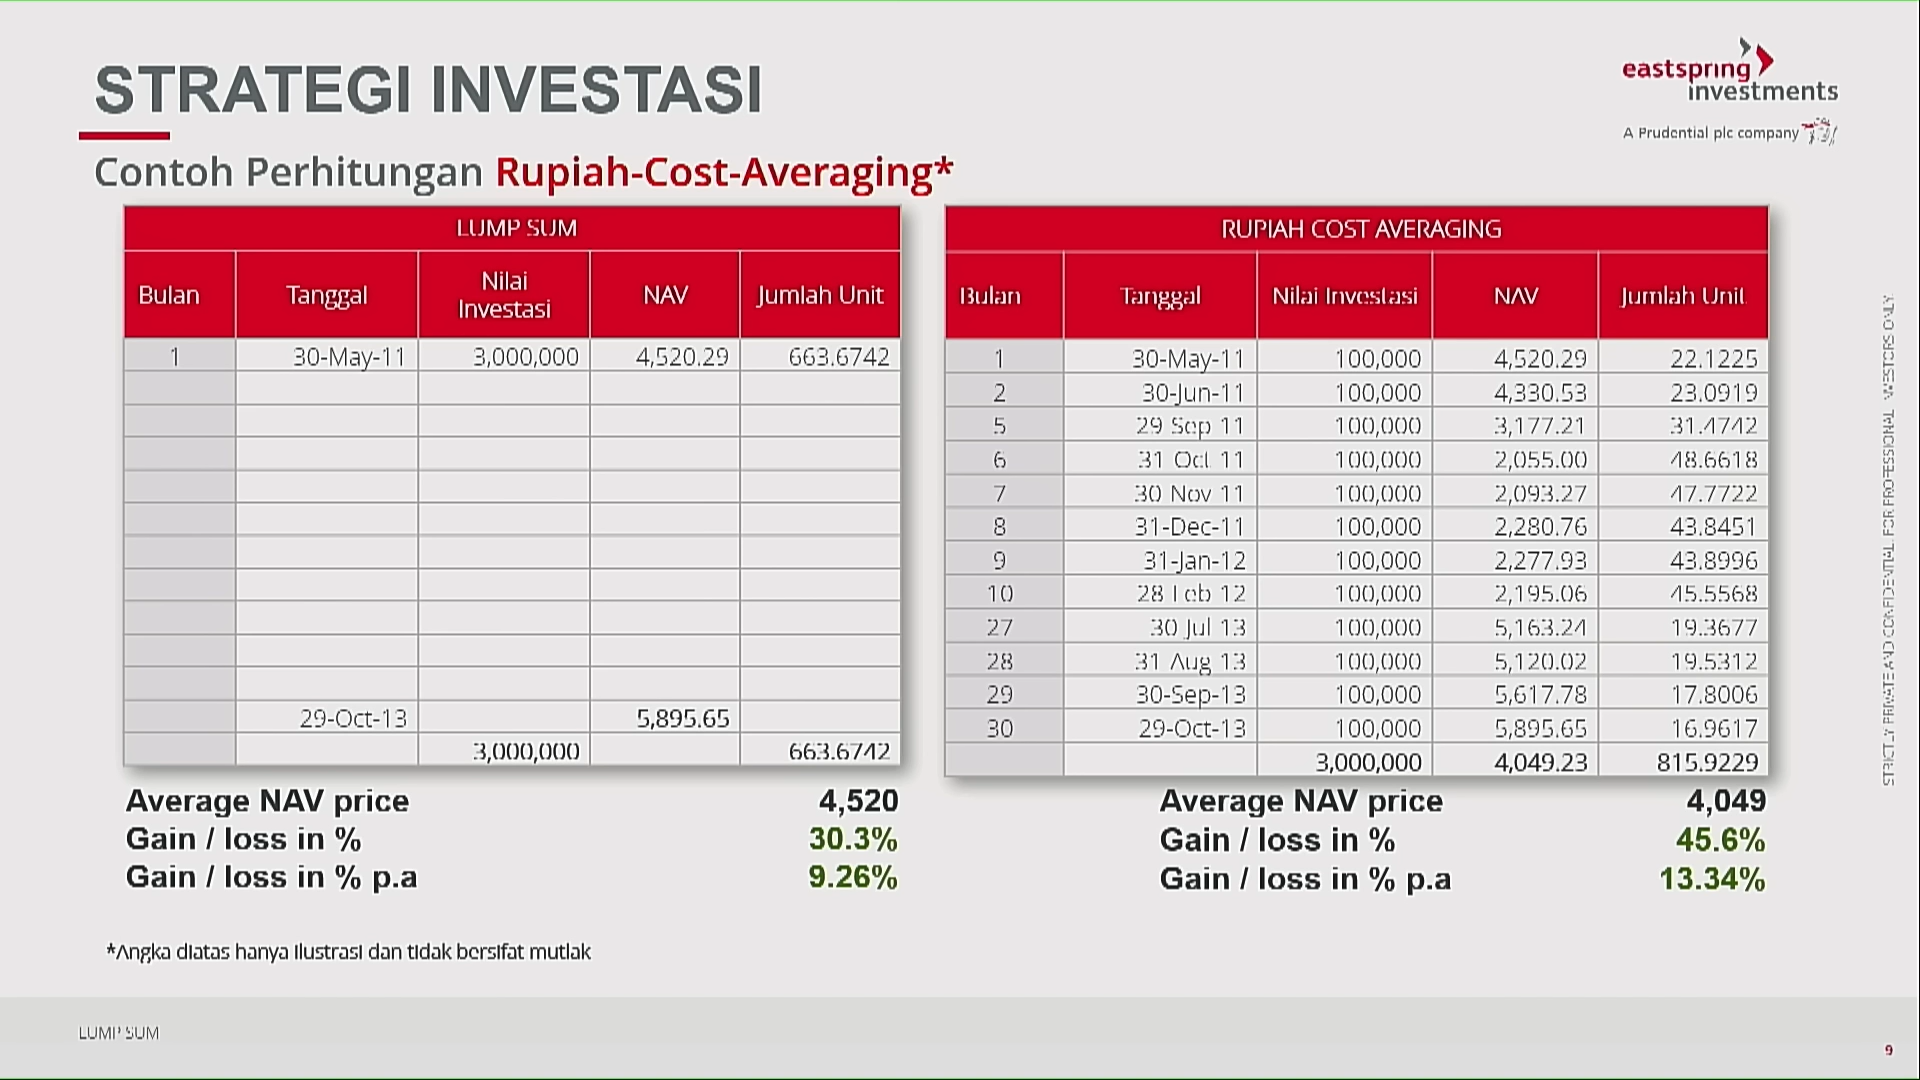 STRATEGI INVESTASI
eastspring
investments
A Prudential plc company
Contoh Perhitungan Rupiah-Cost-Averaging*
LUMP SUM
Bulan Tanggal Nilai Investasi NAV Jumlah Unit
1 30-May-11 3,000,000 4,520.29 663.6742
29-Oct-13 5,895.65
3,000,000 663.6742
Average NAV price 4,520
Gain / loss in % 30.3%
Gain / loss in % p.a 9.26%
RUPIAH COST AVERAGING
Bulan Tanggal Nilai Investasi NAV Jumlah Unit
1 30-May-11 100,000 4,520.29 22.1225
2 30-Jun-11 100,000 4,330.53 23.0919
5 29 Sep 11 100,000 3,177.21 31.4742
6 31 Oct 11 100,000 2,055.00 48.6618
7 30 Nov 11 100,000 2,093.27 47.7722
8 31-Dec-11 100,000 2,280.76 43.8451
9 31-Jan-12 100,000 2,277.93 43.8996
10 28 Feb 12 100,000 2,195.06 45.5568
27 30 Jul 13 100,000 5,163.24 19.3677
28 31 Aug 13 100,000 5,120.02 19.5312
29 30-Sep-13 100,000 5,617.78 17.8006
30 29-Oct-13 100,000 5,895.65 16.9617
3,000,000 4,049.23 815.9229
Average NAV price 4,049
Gain / loss in % 45.6%
Gain / loss in % p.a 13.34%
*Angka diatas hanya ilustrasi dan tidak bersifat mutlak
STRICTLY PRIVATE AND CONFIDENTIAL. FOR PROFESSIONAL INVESTORS ONLY.
LUMP SUM
9